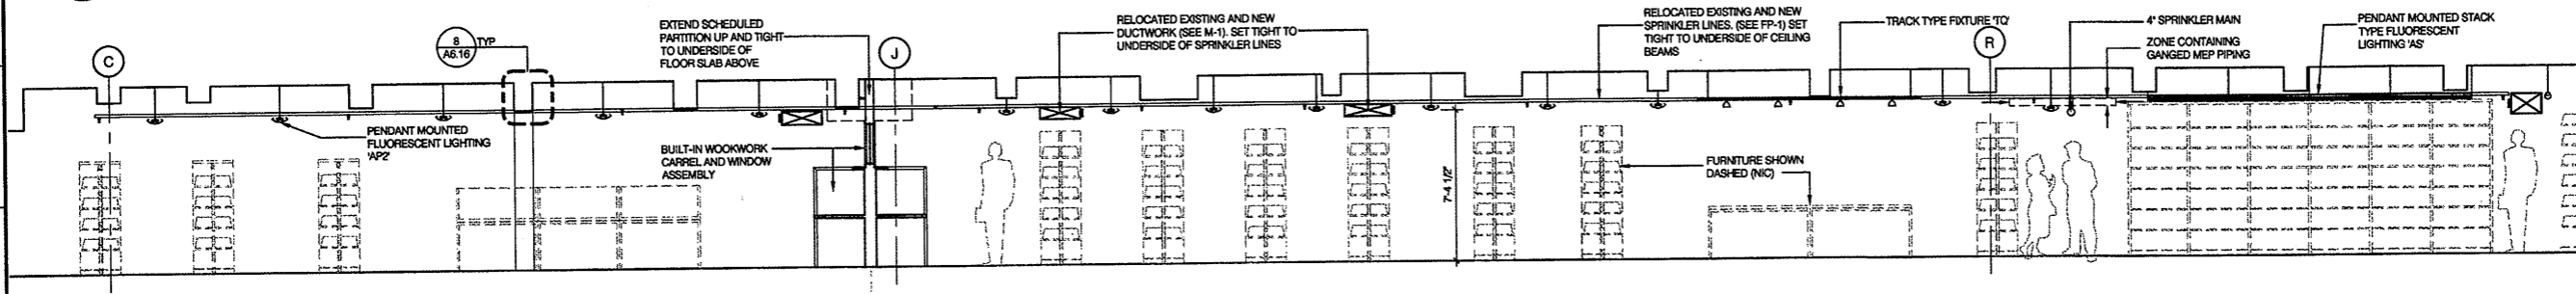 C
8
A6.16
TYP
EXTEND SCHEDULED
PARTITION UP AND TIGHT
TO UNDERSIDE OF
FLOOR SLAB ABOVE
J
RELOCATED EXISTING AND NEW
DUCTWORK (SEE M-1). SET TIGHT TO
UNDERSIDE OF SPRINKLER LINES
RELOCATED EXISTING AND NEW
SPRINKLER LINES. (SEE FP-1) SET
TIGHT TO UNDERSIDE OF CEILING
BEAMS
TRACK TYPE FIXTURE 'TQ'
R
4" SPRINKLER MAIN
ZONE CONTAINING
GANGED MEP PIPING
PENDANT MOUNTED STACK
TYPE FLUORESCENT
LIGHTING 'AS'
PENDANT MOUNTED
FLUORESCENT LIGHTING
'AP2'
BUILT-IN WOOKWORK
CARREL AND WINDOW
ASSEMBLY
7'-4 1/2"
FURNITURE SHOWN
DASHED (NIC)